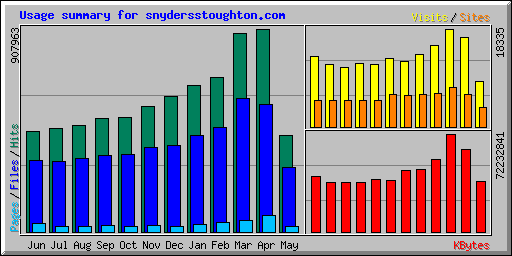 Usage summary for snydersstoughton.com
Visits / Sites
907963
18335
Pages / Files / Hits
72232841
Jun Jul Aug Sep Oct Nov Dec Jan Feb Mar Apr May
KBytes